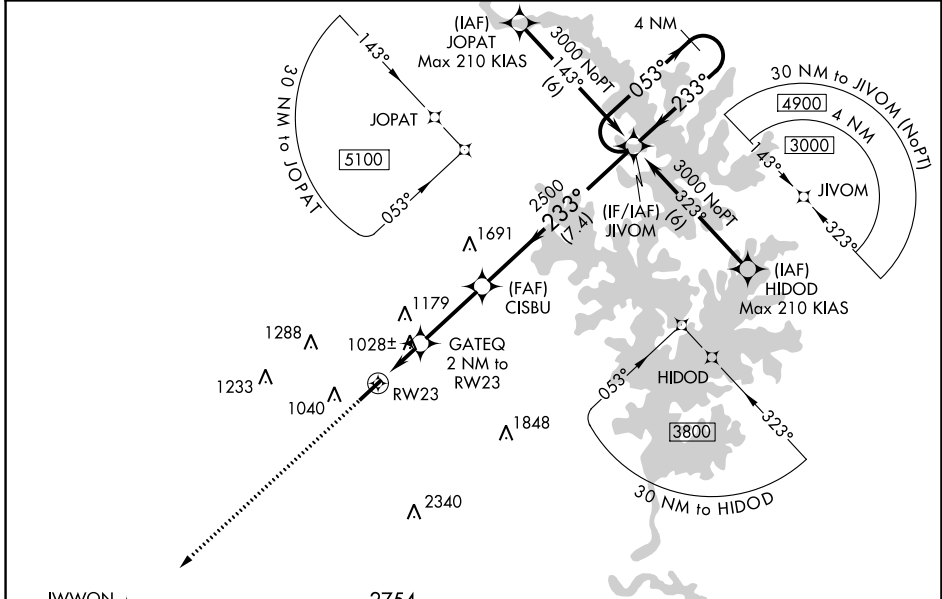 (IAF)
JOPAT
Max 210 KIAS
3000 NoPT
143°
(6)
4 NM
053°
233°
143°
JOPAT
5100
053°
30 NM to JOPAT
30 NM to JIVOM (NoPT)
4900
4 NM
3000
143°
JIVOM
323°
2500
233°
(7.4)
(IF/IAF)
JIVOM
3000 NoPT
323°
(6)
(IAF)
HIDOD
Max 210 KIAS
1691
(FAF)
CISBU
1179
1288
1028±
GATEQ
2 NM to
RW23
1233
1040
RW23
1848
2340
053°
HIDOD
323°
3800
30 NM to HIDOD
2754